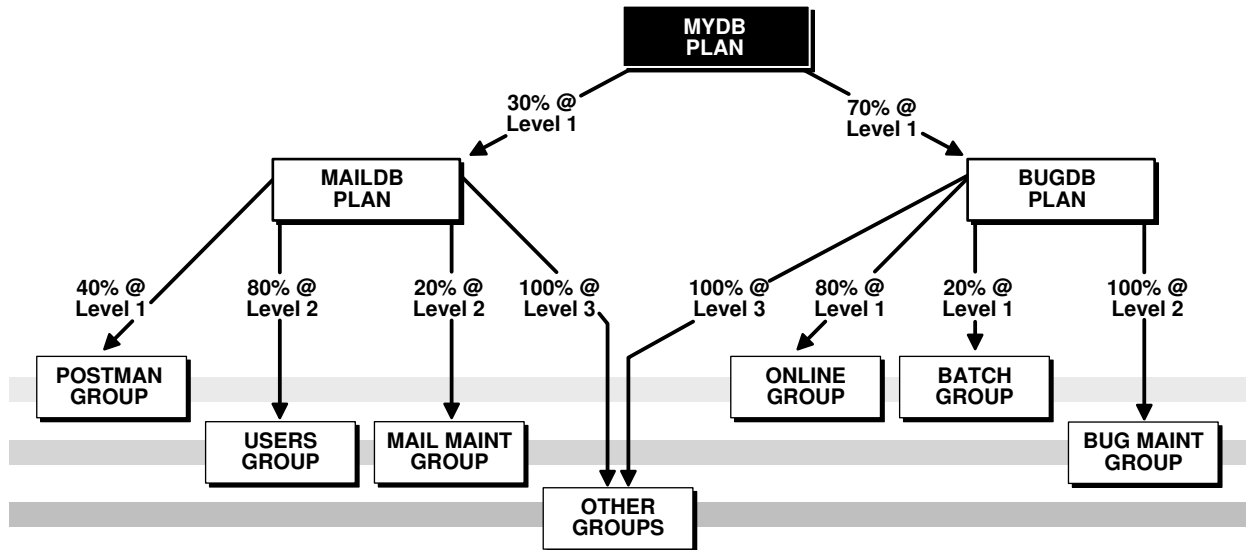 MYDB
PLAN
30% @
Level 1
70% @
Level 1
MAILDB
PLAN
BUGDB
PLAN
40% @
Level 1
80% @
Level 2
20% @
Level 2
100% @
Level 3
100% @
Level 3
80% @
Level 1
20% @
Level 1
100% @
Level 2
POSTMAN
GROUP
ONLINE
GROUP
BATCH
GROUP
USERS
GROUP
MAIL MAINT
GROUP
BUG MAINT
GROUP
OTHER
GROUPS